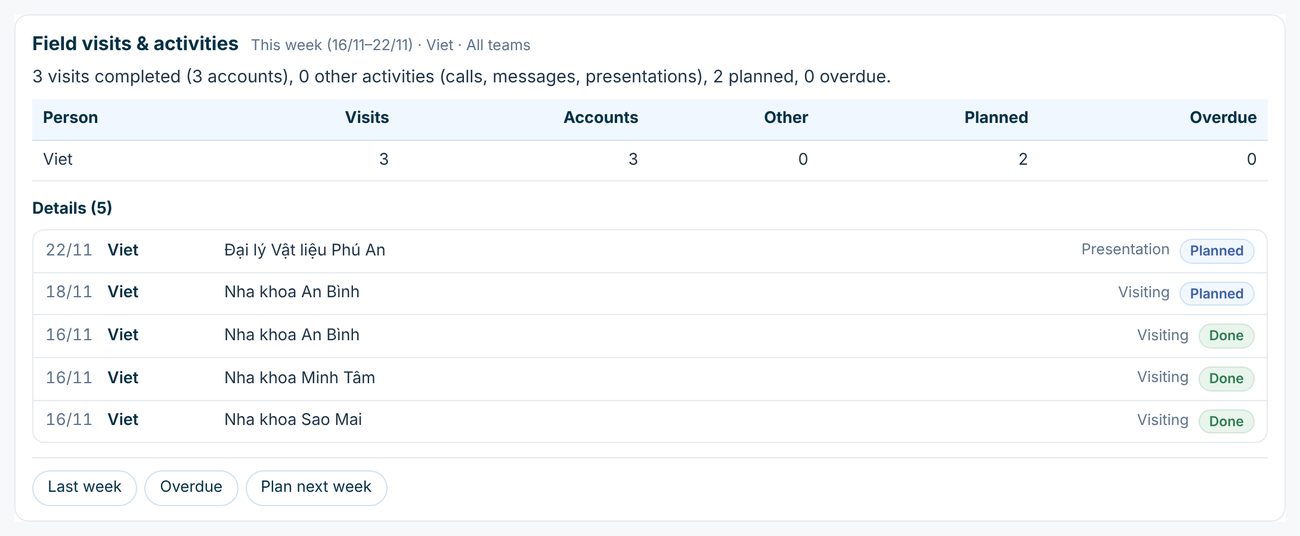 Field visits & activities This week (16/11–22/11) · Viet · All teams
3 visits completed (3 accounts), 0 other activities (calls, messages, presentations), 2 planned, 0 overdue.
Person Visits Accounts Other Planned Overdue
Viet 3 3 0 2 0
Details (5)
22/11 Viet Đại lý Vật liệu Phú An Presentation Planned
18/11 Viet Nha khoa An Bình Visiting Planned
16/11 Viet Nha khoa An Bình Visiting Done
16/11 Viet Nha khoa Minh Tâm Visiting Done
16/11 Viet Nha khoa Sao Mai Visiting Done
Last week Overdue Plan next week